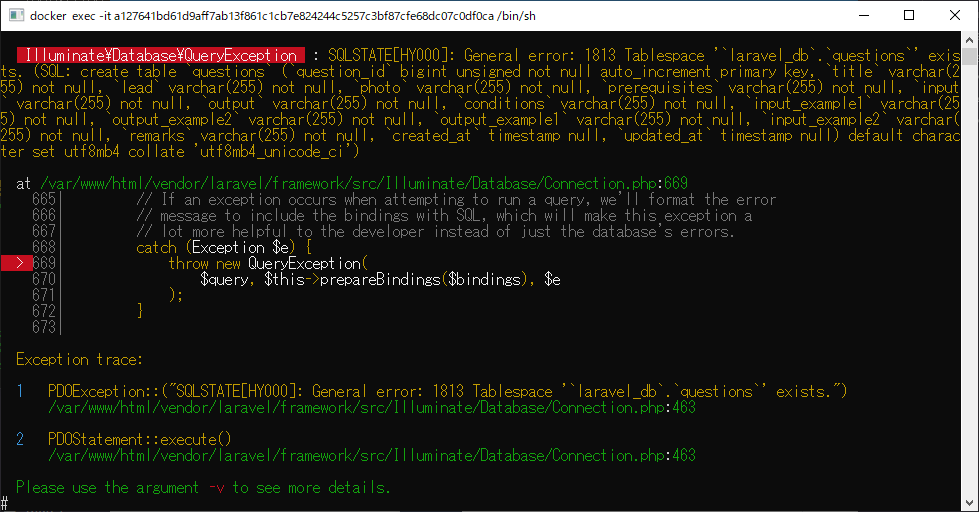 docker exec -it a127641bd61d9aff7ab13f861c1cb7e824244c5257c3bf87cfe68dc07c0df0ca /bin/sh
Illuminate¥Database¥QueryException : SQLSTATE[HY000]: General error: 1813 Tablespace '`laravel_db`.`questions`' exis
ts. (SQL: create table `questions` (`question_id` bigint unsigned not null auto_increment primary key, `title` varchar(2
55) not null, `lead` varchar(255) not null, `photo` varchar(255) not null, `prerequisites` varchar(255) not null, `input
` varchar(255) not null, `output` varchar(255) not null, `conditions` varchar(255) not null, `input_example1` varchar(25
5) not null, `output_example2` varchar(255) not null, `output_example1` varchar(255) not null, `input_example2` varchar(
255) not null, `remarks` varchar(255) not null, `created_at` timestamp null, `updated_at` timestamp null) default charac
ter set utf8mb4 collate 'utf8mb4_unicode_ci')
at /var/www/html/vendor/laravel/framework/src/Illuminate/Database/Connection.php:669
665| // If an exception occurs when attempting to run a query, we'll format the error
666| // message to include the bindings with SQL, which will make this exception a
667| // lot more helpful to the developer instead of just the database's errors.
668| catch (Exception $e) {
> 669| throw new QueryException(
670| $query, $this->prepareBindings($bindings), $e
671| );
672| }
673|
Exception trace:
1 PDOException::("SQLSTATE[HY000]: General error: 1813 Tablespace '`laravel_db`.`questions`' exists.")
/var/www/html/vendor/laravel/framework/src/Illuminate/Database/Connection.php:463
2 PDOStatement::execute()
/var/www/html/vendor/laravel/framework/src/Illuminate/Database/Connection.php:463
Please use the argument -v to see more details.
#